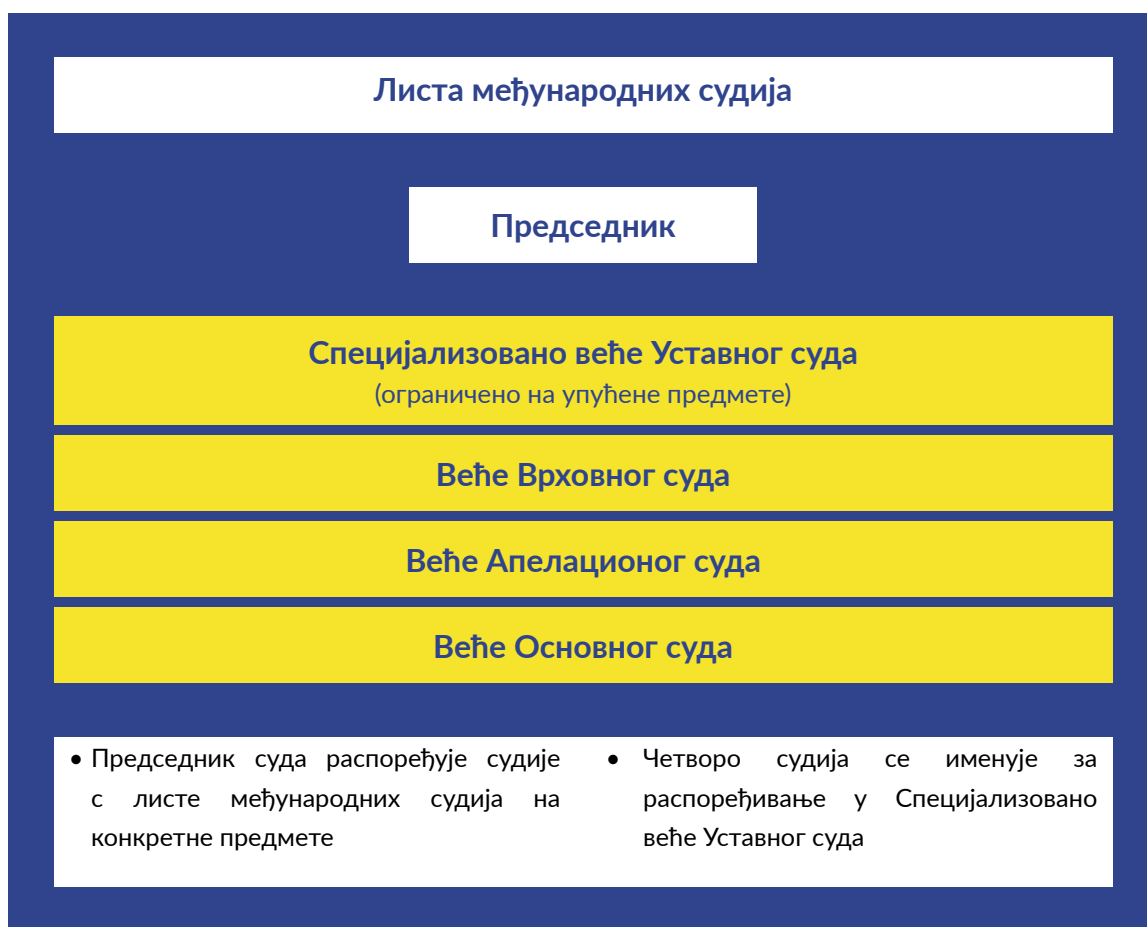 Листа међународних судија
Председник
Специјализовано веће Уставног суда
(ограничено на упућене предмете)
Веће Врховног суда
Веће Апелационог суда
Веће Основног суда
• Председник суда распоређује судије
с листе међународних судија на
конкретне предмете
• Четворо судија се именује за
распоређивање у Специјализовано
веће Уставног суда